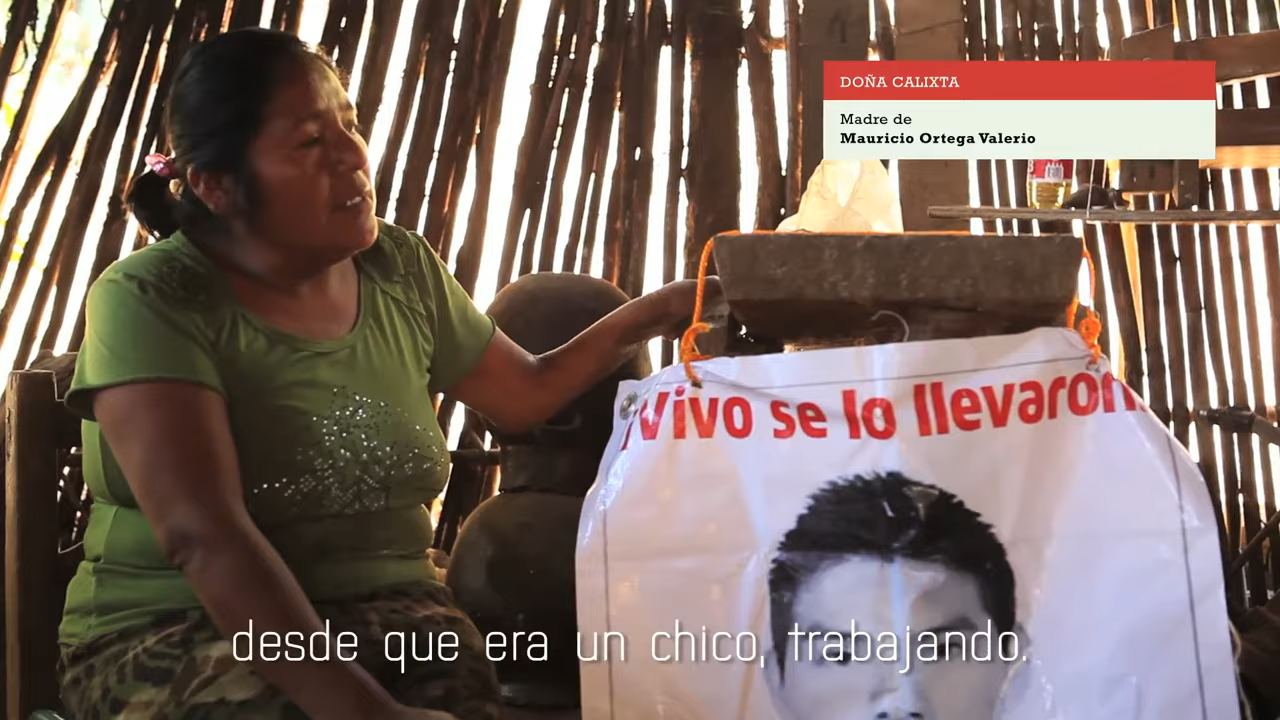 DOÑA CALIXTA
Madre de
Mauricio Ortega Valerio
¡Vivo se lo llevaron
desde que era un chico, trabajando.